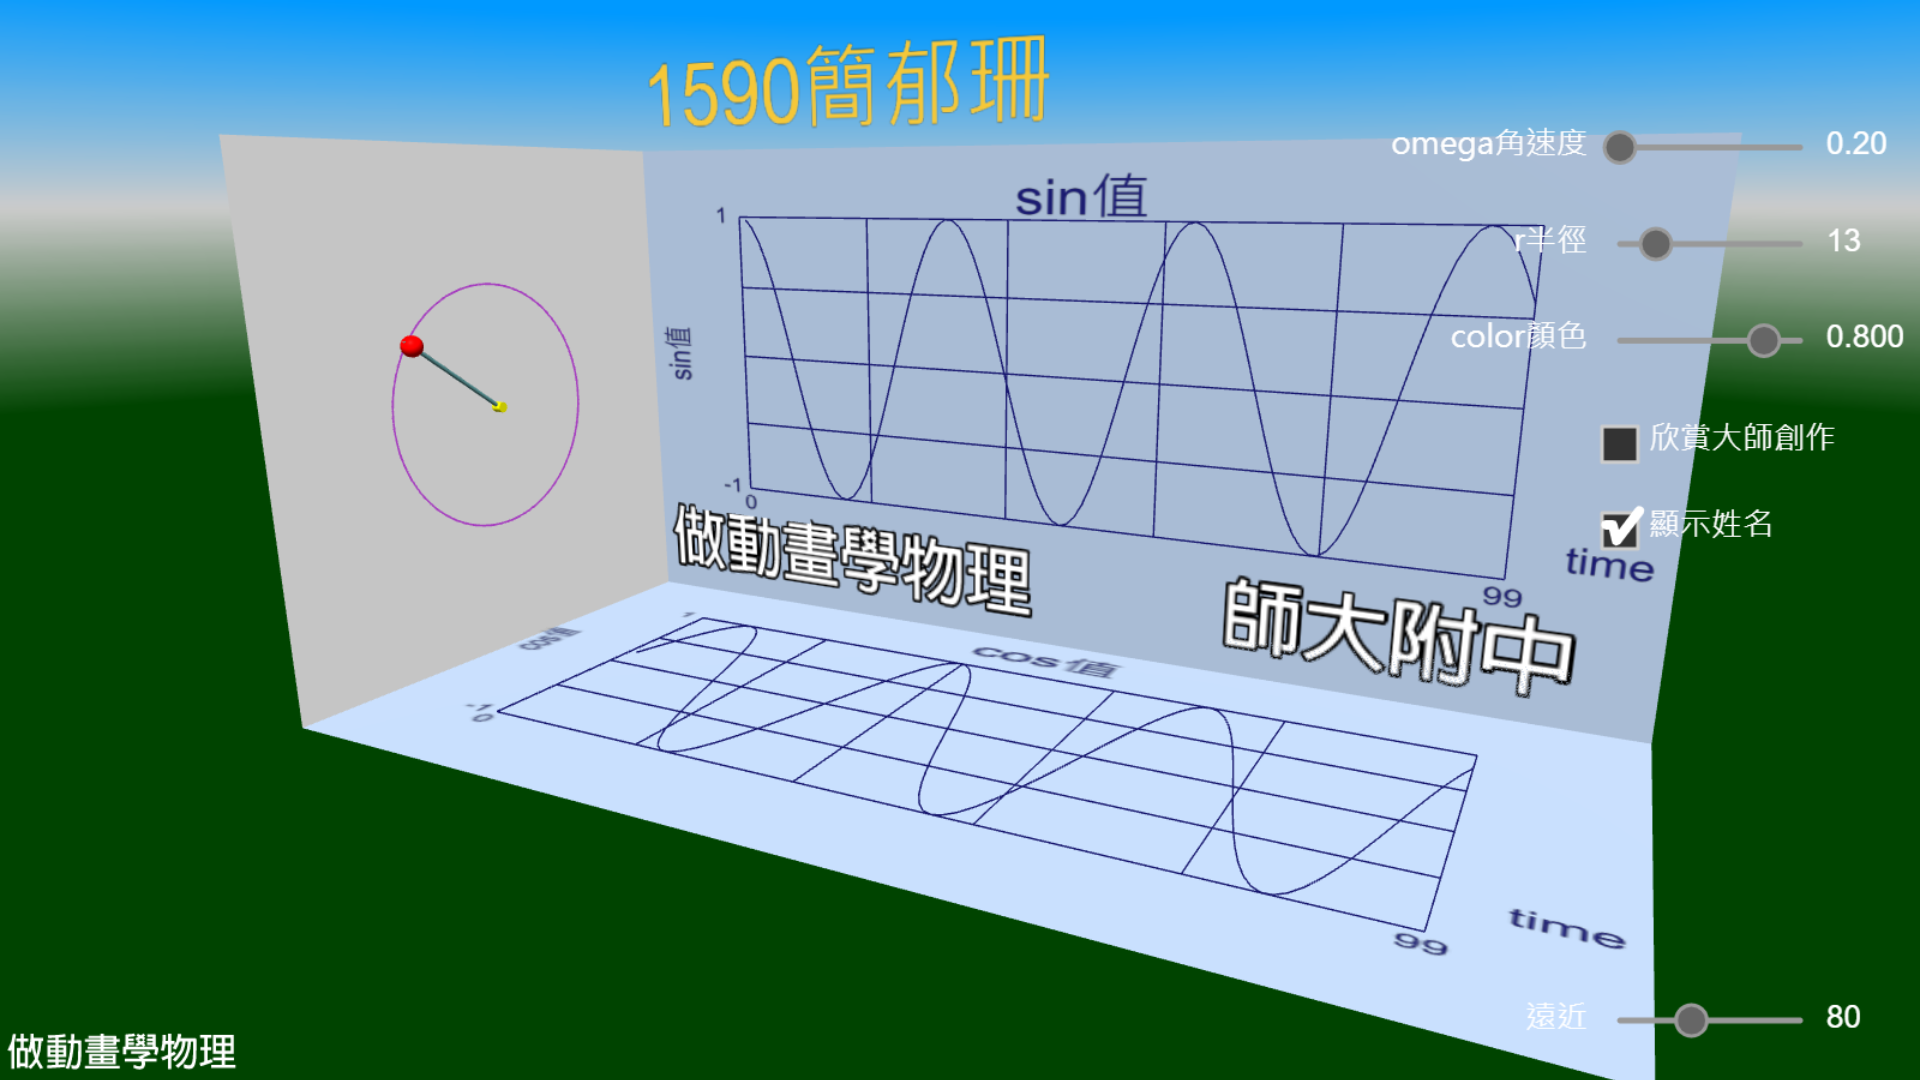 1590簡郁珊
omega角速度 0.20
sin值
1
r半徑 13
sin值
color顏色 0.800
欣賞大師創作
-1
0
顯示姓名
做動畫學物理
time
99
師大附中
1
cos值
cos值
-1
0
time
99
遠近 80
做動畫學物理